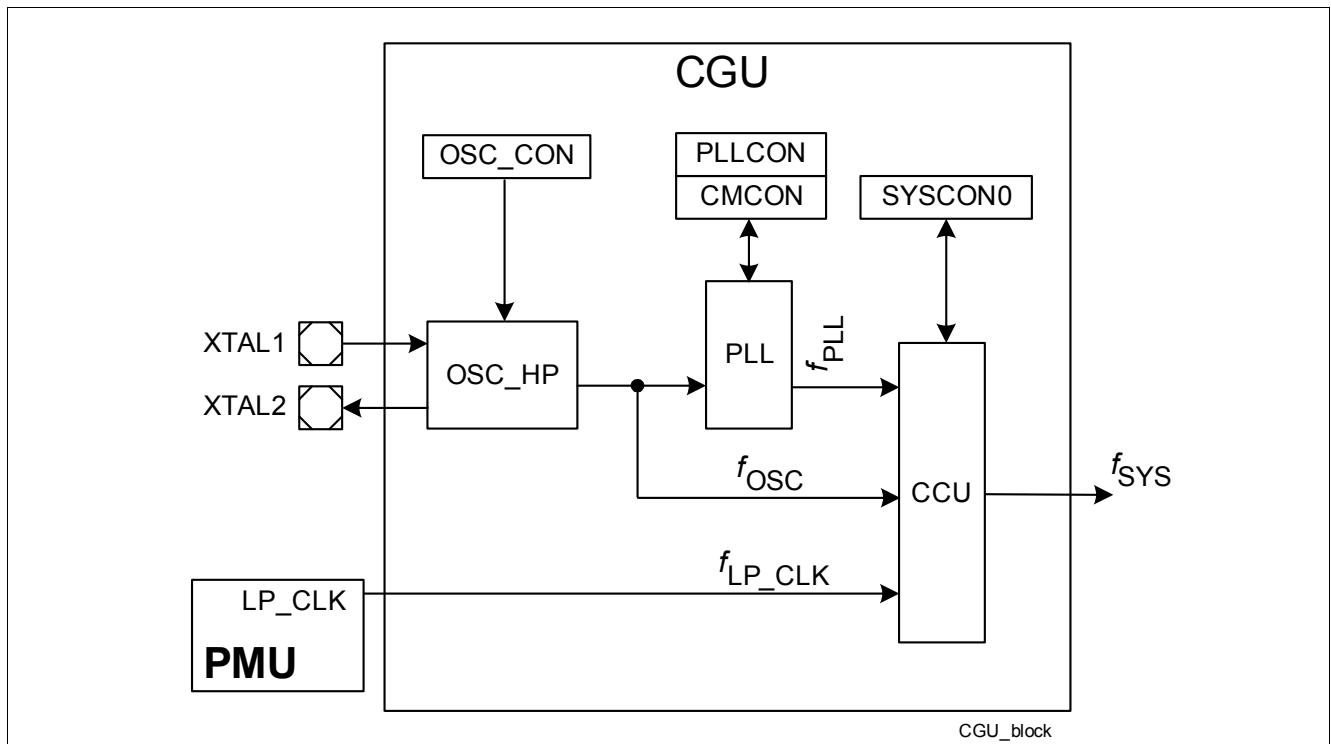 CGU
OSC_CON
PLLCON
CMCON
SYSCON0
XTAL1
XTAL2
OSC_HP
PLL
fPLL
fOSC
CCU
fSYS
fLP_CLK
LP_CLK
PMU
CGU_block